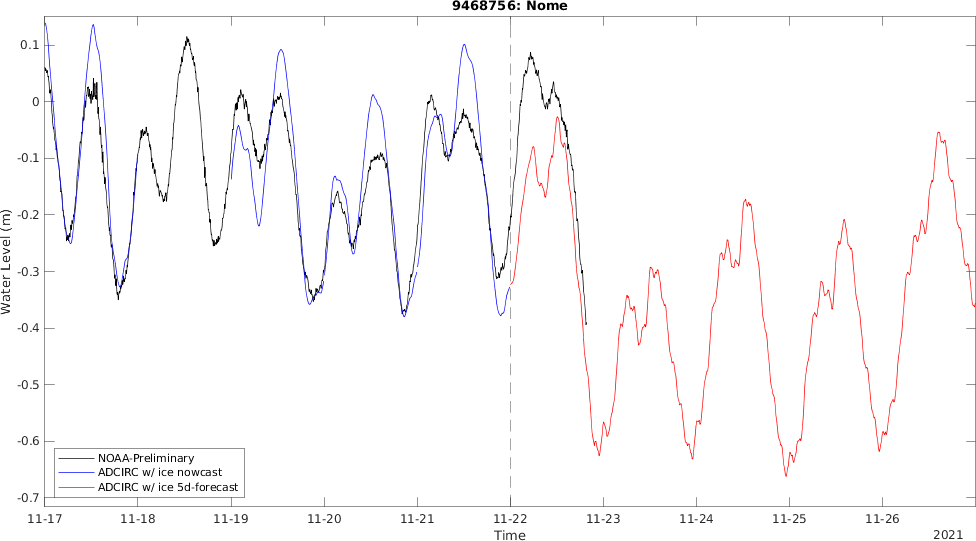 9468756: Nome
0.1
0
-0.1
-0.2
-0.3
-0.4
-0.5
-0.6
-0.7
Water Level (m)
NOAA-Preliminary
ADCIRC w/ ice nowcast
ADCIRC w/ ice 5d-forecast
11-17 11-18 11-19 11-20 11-21 11-22 11-23 11-24 11-25 11-26
Time
2021